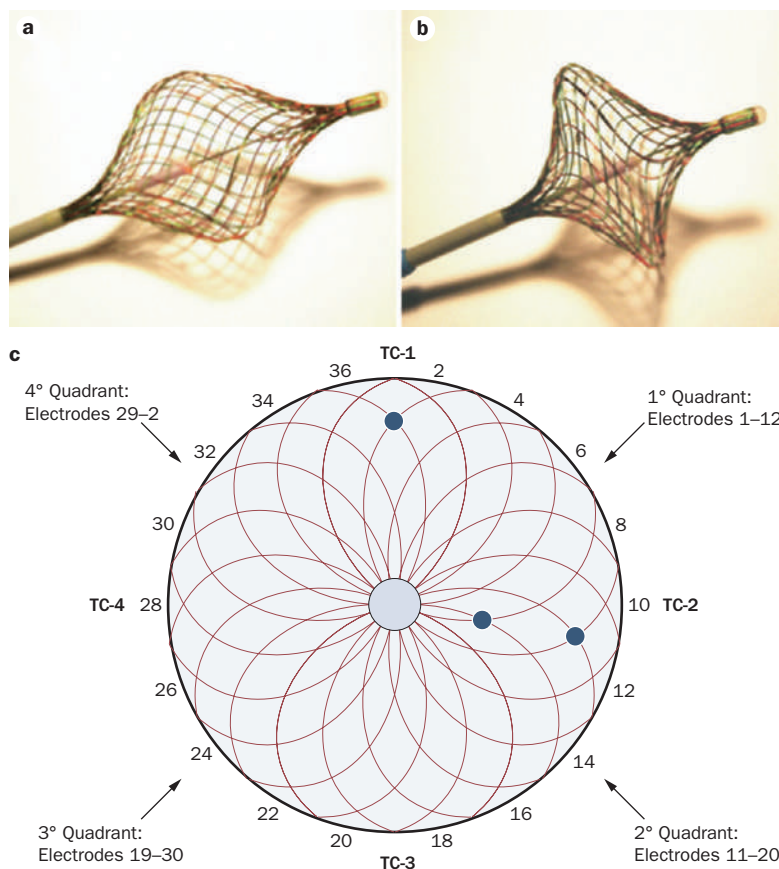 a
b
c
TC-1
36
2
4° Quadrant:
Electrodes 29–2
34
4
1° Quadrant:
Electrodes 1–12
32
6
30
8
TC-4
28
10
TC-2
26
12
24
14
3° Quadrant:
Electrodes 19–30
22
16
2° Quadrant:
Electrodes 11–20
20
18
TC-3